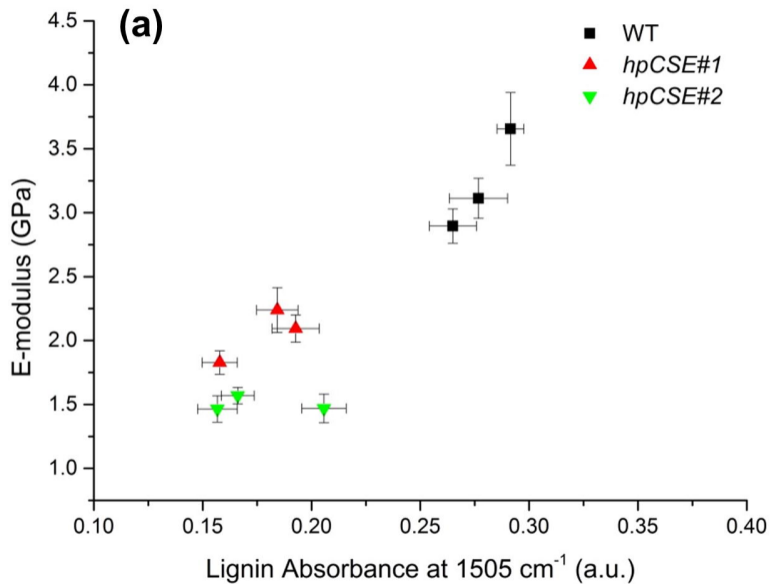 (a)
WT
hpCSE#1
hpCSE#2
4.5
4.0
3.5
3.0
2.5
2.0
1.5
1.0
E-modulus (GPa)
0.10 0.15 0.20 0.25 0.30 0.35 0.40
Lignin Absorbance at 1505 cm⁻¹ (a.u.)